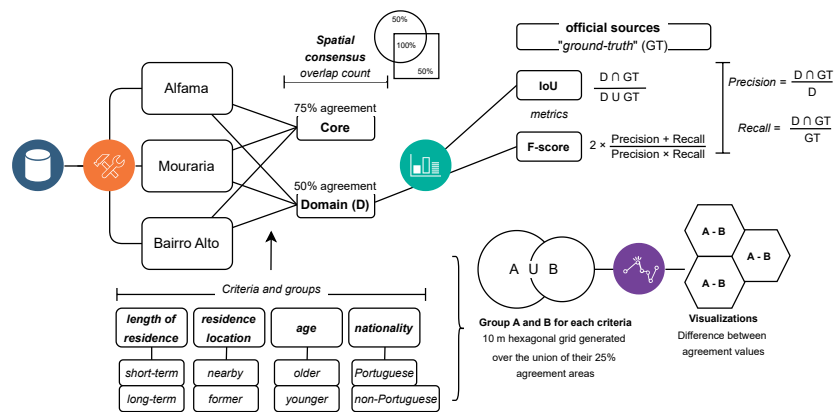 Spatial
consensus
overlap count
50%
100%
50%
official sources
"ground-truth" (GT)
Alfama
Mouraria
Bairro Alto
75% agreement
Core
50% agreement
Domain (D)
IoU
D ∩ GT
D U GT
metrics
F-score
2 × Precision + Recall
Precision × Recall
Precision = D ∩ GT
D
Recall = D ∩ GT
GT
Criteria and groups
length of
residence
short-term
long-term
residence
location
nearby
former
age
older
younger
nationality
Portuguese
non-Portuguese
A U B
Group A and B for each criteria
10 m hexagonal grid generated
over the union of their 25%
agreement areas
A - B
A - B
A - B
Visualizations
Difference between
agreement values